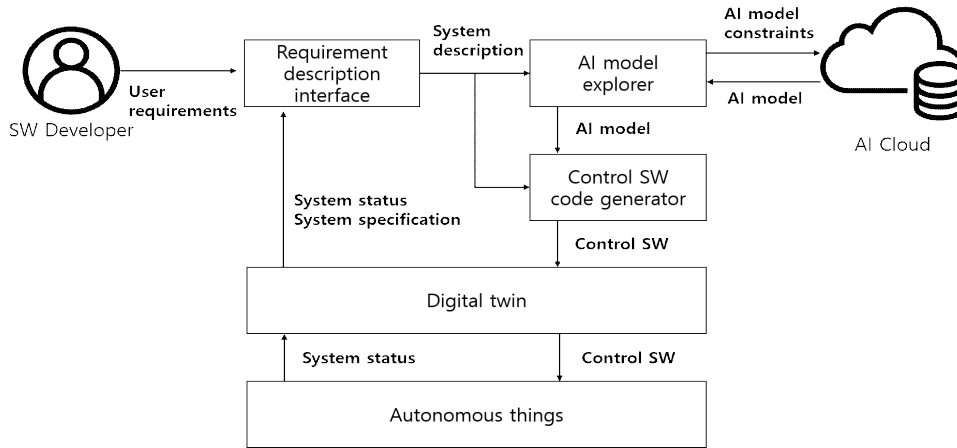 SW Developer
User
requirements
Requirement
description
interface
System
description
AI model
explorer
AI model
constraints
AI model
AI Cloud
AI model
Control SW
code generator
System status
System specification
Control SW
Digital twin
System status
Control SW
Autonomous things